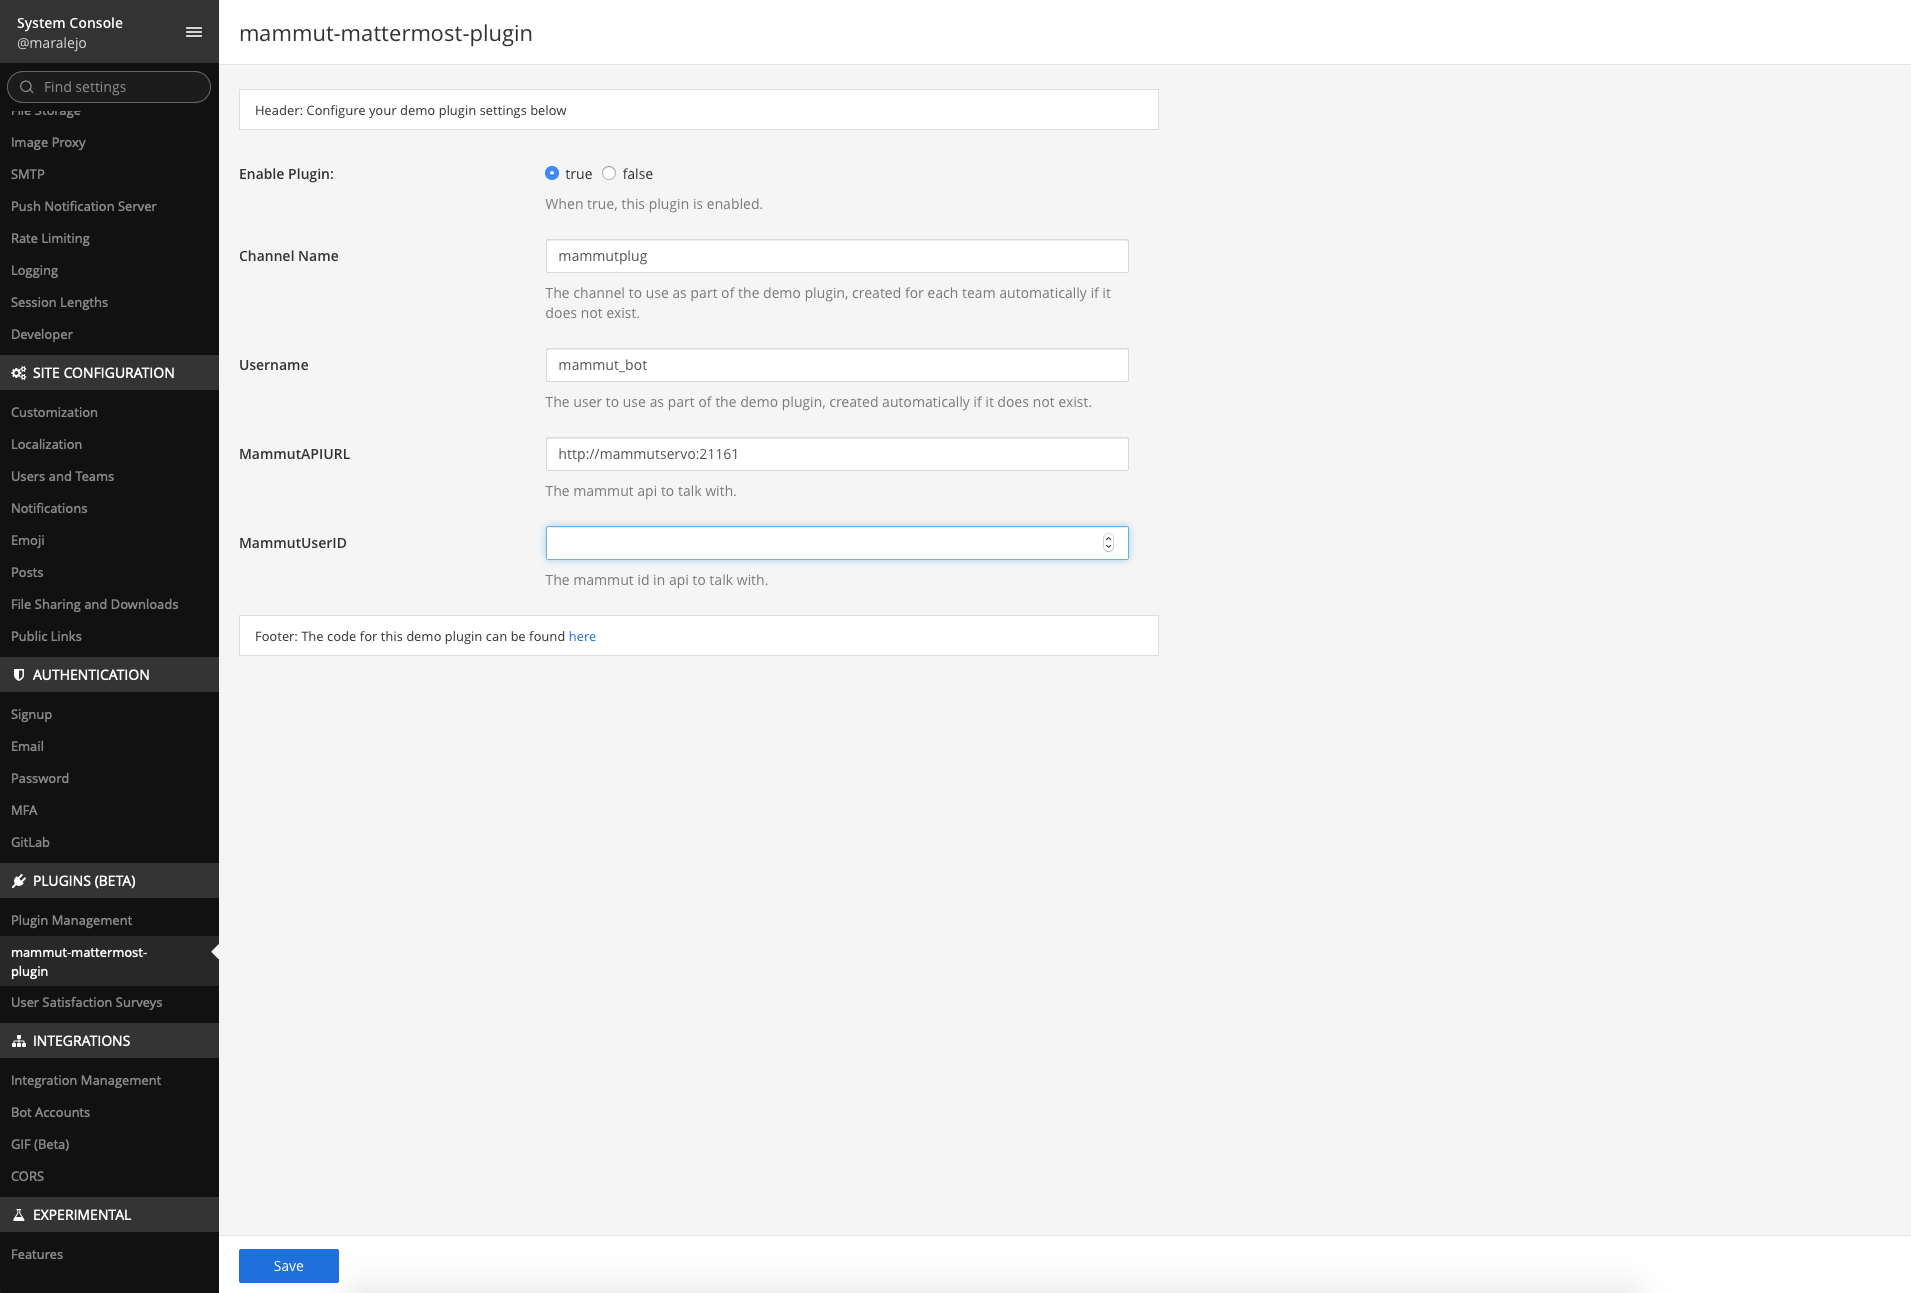 System Console
@maralejo
Find settings
File Storage
Image Proxy
SMTP
Push Notification Server
Rate Limiting
Logging
Session Lengths
Developer
SITE CONFIGURATION
Customization
Localization
Users and Teams
Notifications
Emoji
Posts
File Sharing and Downloads
Public Links
AUTHENTICATION
Signup
Email
Password
MFA
GitLab
PLUGINS (BETA)
Plugin Management
mammut-mattermost-
plugin
User Satisfaction Surveys
INTEGRATIONS
Integration Management
Bot Accounts
GIF (Beta)
CORS
EXPERIMENTAL
Features
mammut-mattermost-plugin
Header: Configure your demo plugin settings below
Enable Plugin: true false
When true, this plugin is enabled.
Channel Name mammutplug
The channel to use as part of the demo plugin, created for each team automatically if it
does not exist.
Username mammut_bot
The user to use as part of the demo plugin, created automatically if it does not exist.
MammutAPIURL http://mammutservo:21161
The mammut api to talk with.
MammutUserID
The mammut id in api to talk with.
Footer: The code for this demo plugin can be found here
Save